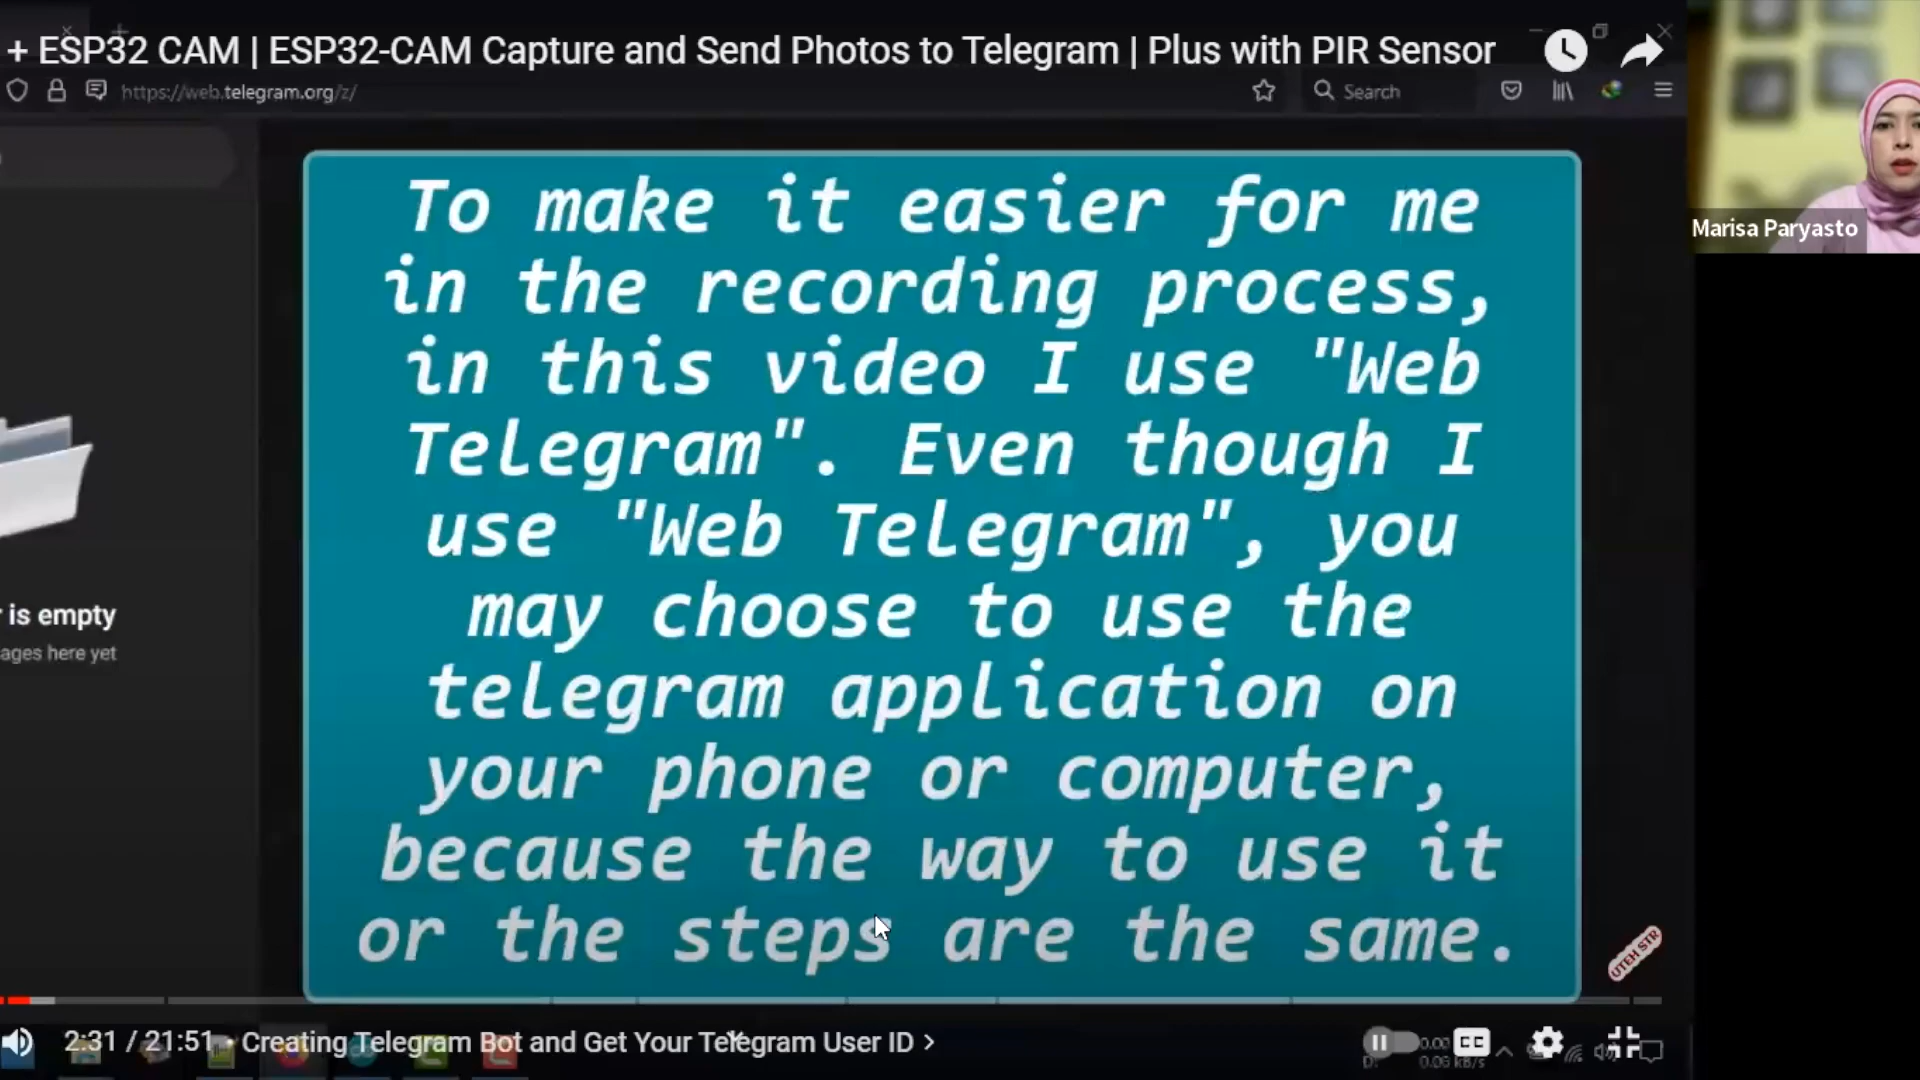 + ESP32 CAM | ESP32-CAM Capture and Send Photos to Telegram | Plus with PIR Sensor
https://web.telegram.org/z/
Search
Marisa Paryasto
To make it easier for me
in the recording process,
in this video I use "Web
Telegram". Even though I
use "Web Telegram", you
may choose to use the
telegram application on
your phone or computer,
because the way to use it
or the steps are the same.
is empty
ages here yet
UTEH STR
2:31 / 21:51 • Creating Telegram Bot and Get Your Telegram User ID >
CC